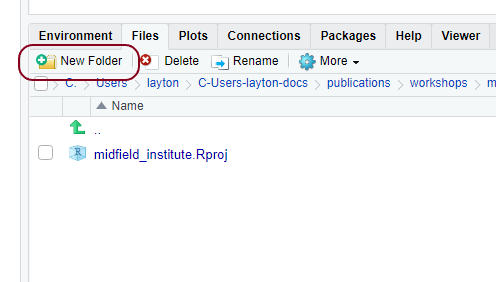 Environment Files Plots Connections Packages Help Viewer
New Folder Delete Rename More
C: Users layton C-Users-layton-docs publications workshops m
Name
..
midfield_institute.Rproj